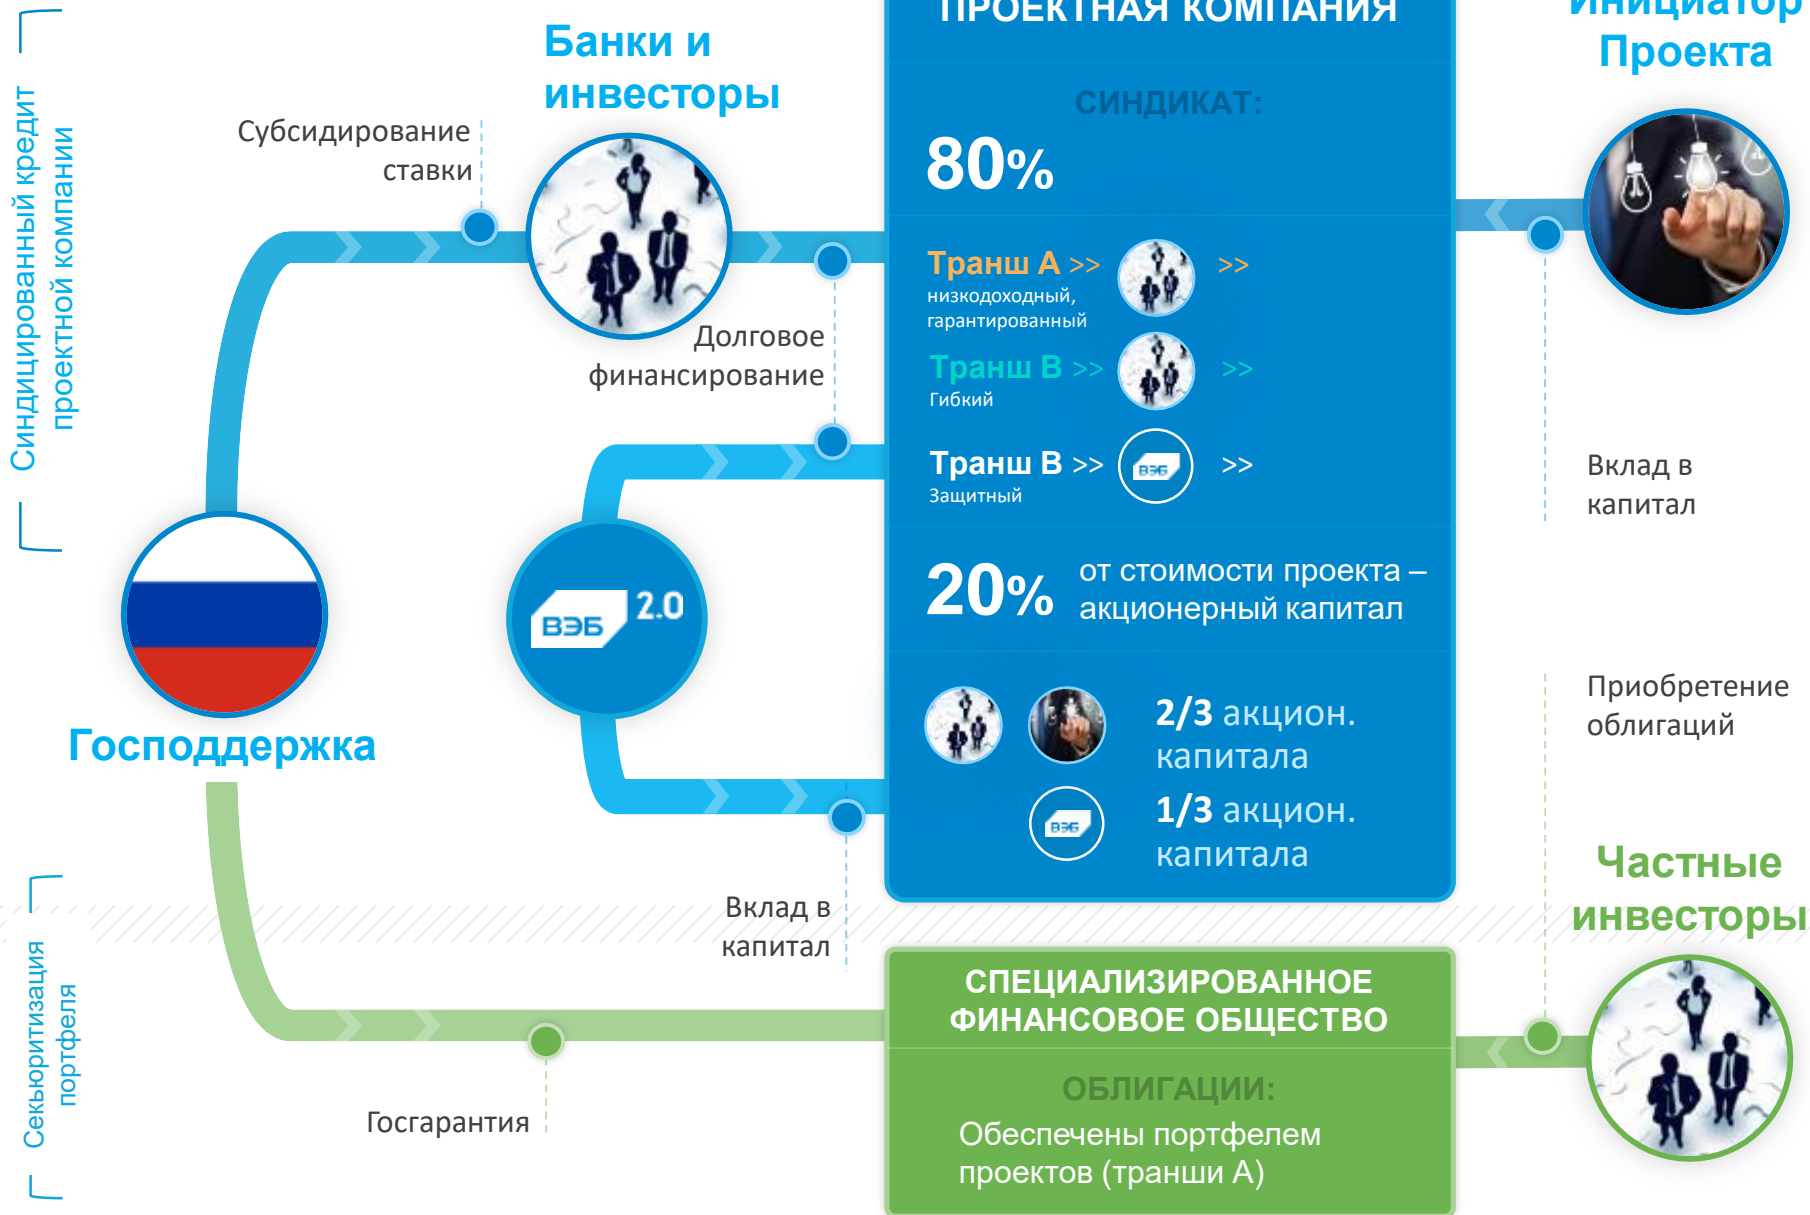 Синдицированный кредит
проектной компании
Банки и
инвесторы
Субсидирование
ставки
Долговое
финансирование
ВЭБ 2.0
Господдержка
Вклад в
капитал
ПРОЕКТНАЯ КОМПАНИЯ
СИНДИКАТ:
80%
Транш А >> >>
низкодоходный,
гарантированный
Транш В >> >>
Гибкий
Транш В >> ВЭБ >>
Защитный
20% от стоимости проекта –
акционерный капитал
2/3 акцион.
капитала
ВЭБ 1/3 акцион.
капитала
Инициатор
Проекта
Вклад в
капитал
Приобретение
облигаций
Частные
инвесторы
Секьюритизация
портфеля
Госгарантия
СПЕЦИАЛИЗИРОВАННОЕ
ФИНАНСОВОЕ ОБЩЕСТВО
ОБЛИГАЦИИ:
Обеспечены портфелем
проектов (транши А)